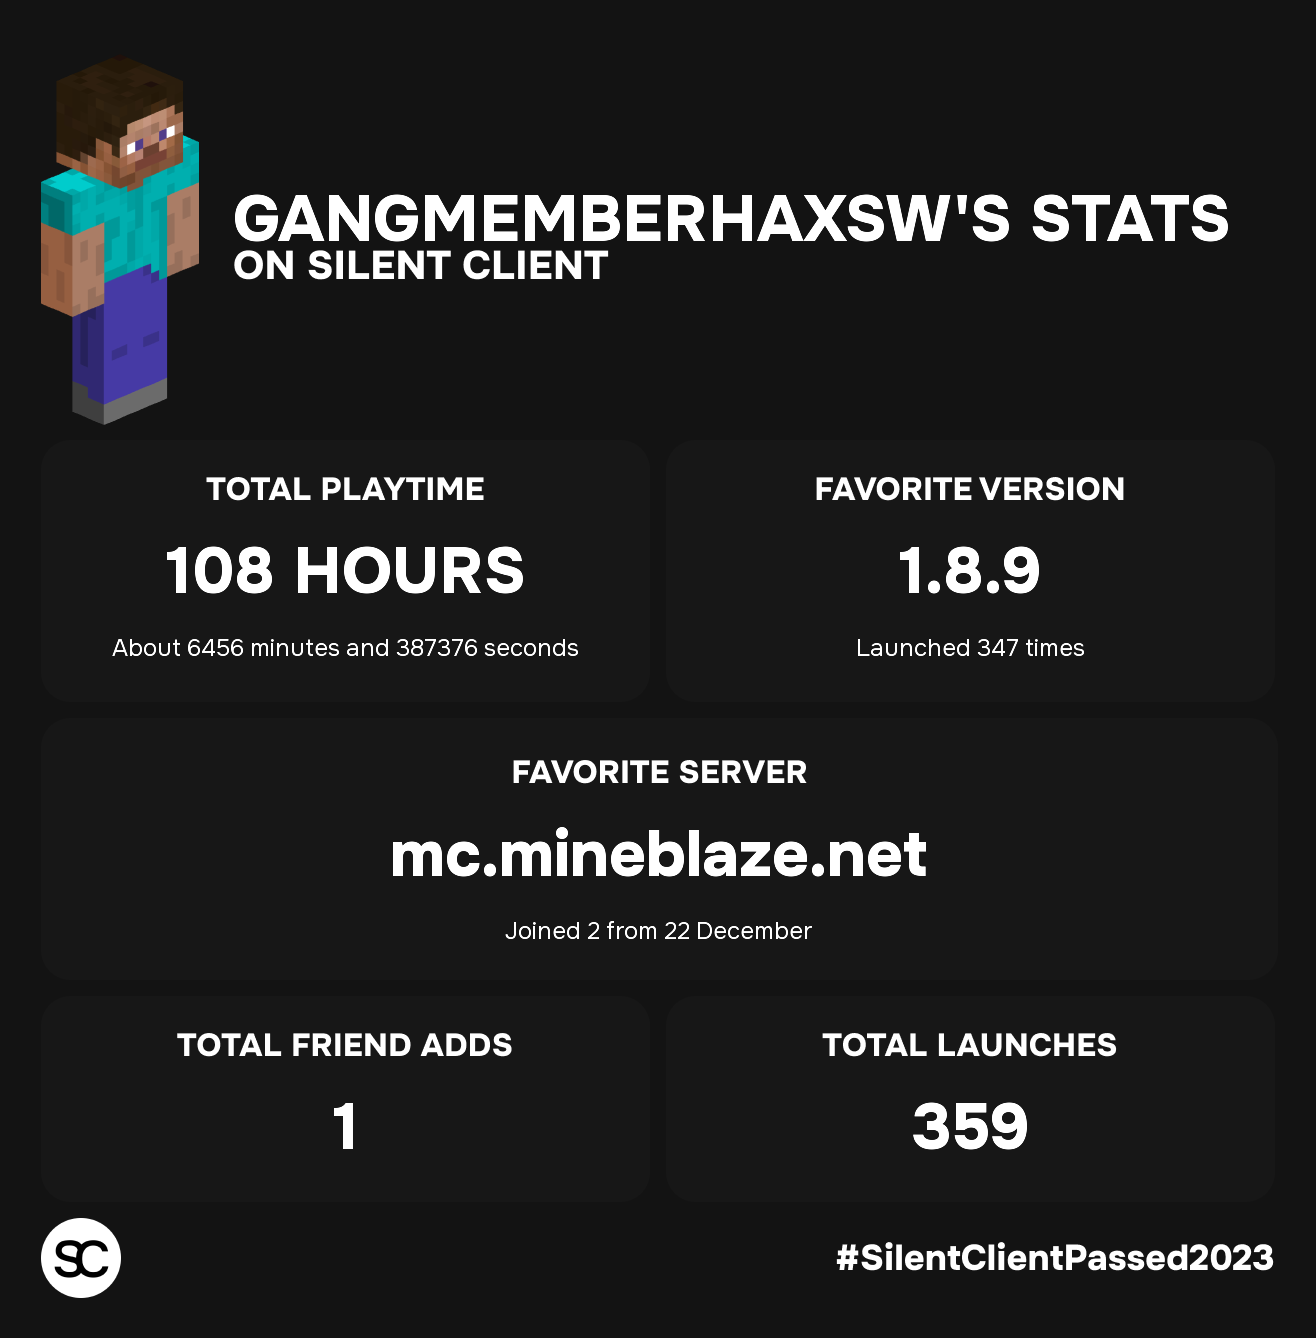 GANGMEMBERHAXSW'S STATS
ON SILENT CLIENT
TOTAL PLAYTIME
108 HOURS
About 6456 minutes and 387376 seconds
FAVORITE VERSION
1.8.9
Launched 347 times
FAVORITE SERVER
mc.mineblaze.net
Joined 2 from 22 December
TOTAL FRIEND ADDS
1
TOTAL LAUNCHES
359
SC
#SilentClientPassed2023